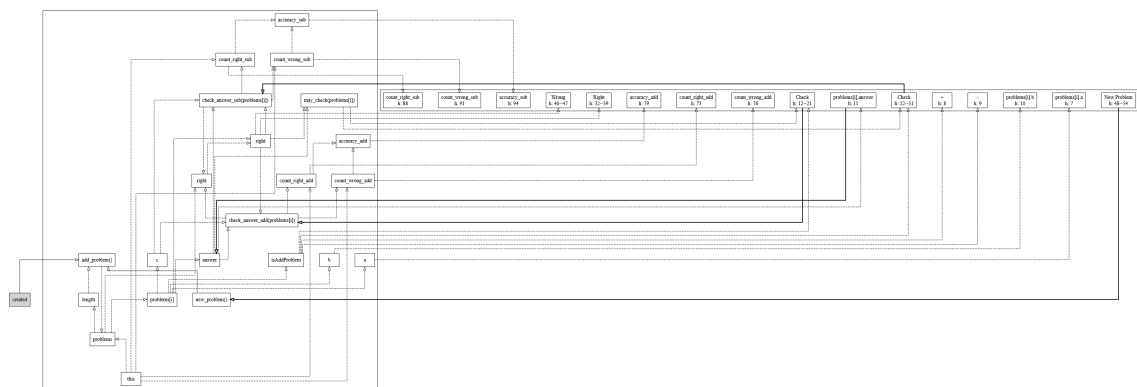 accuracy_sub
count_right_sub
count_wrong_sub
check_answer_sub(problems[i])
may_check(problems[i])
count_right_sub
h: 88
count_wrong_sub
h: 91
accuracy_sub
h: 94
Wrong
h: 40~47
Right
h: 32~39
accuracy_add
h: 79
count_right_add
h: 73
count_wrong_add
h: 76
Check
h: 12~21
problems[i].answer
h: 11
Check
h: 22~31
+
h: 8
-
h: 9
problems[i].b
h: 10
problems[i].a
h: 7
New Problem
h: 48~54
right
accuracy_add
right
count_right_add
count_wrong_add
check_answer_add(problems[i])
add_problem()
c
answer
isAddProblem
b
a
created
length
problems[i]
new_problem()
problems
this